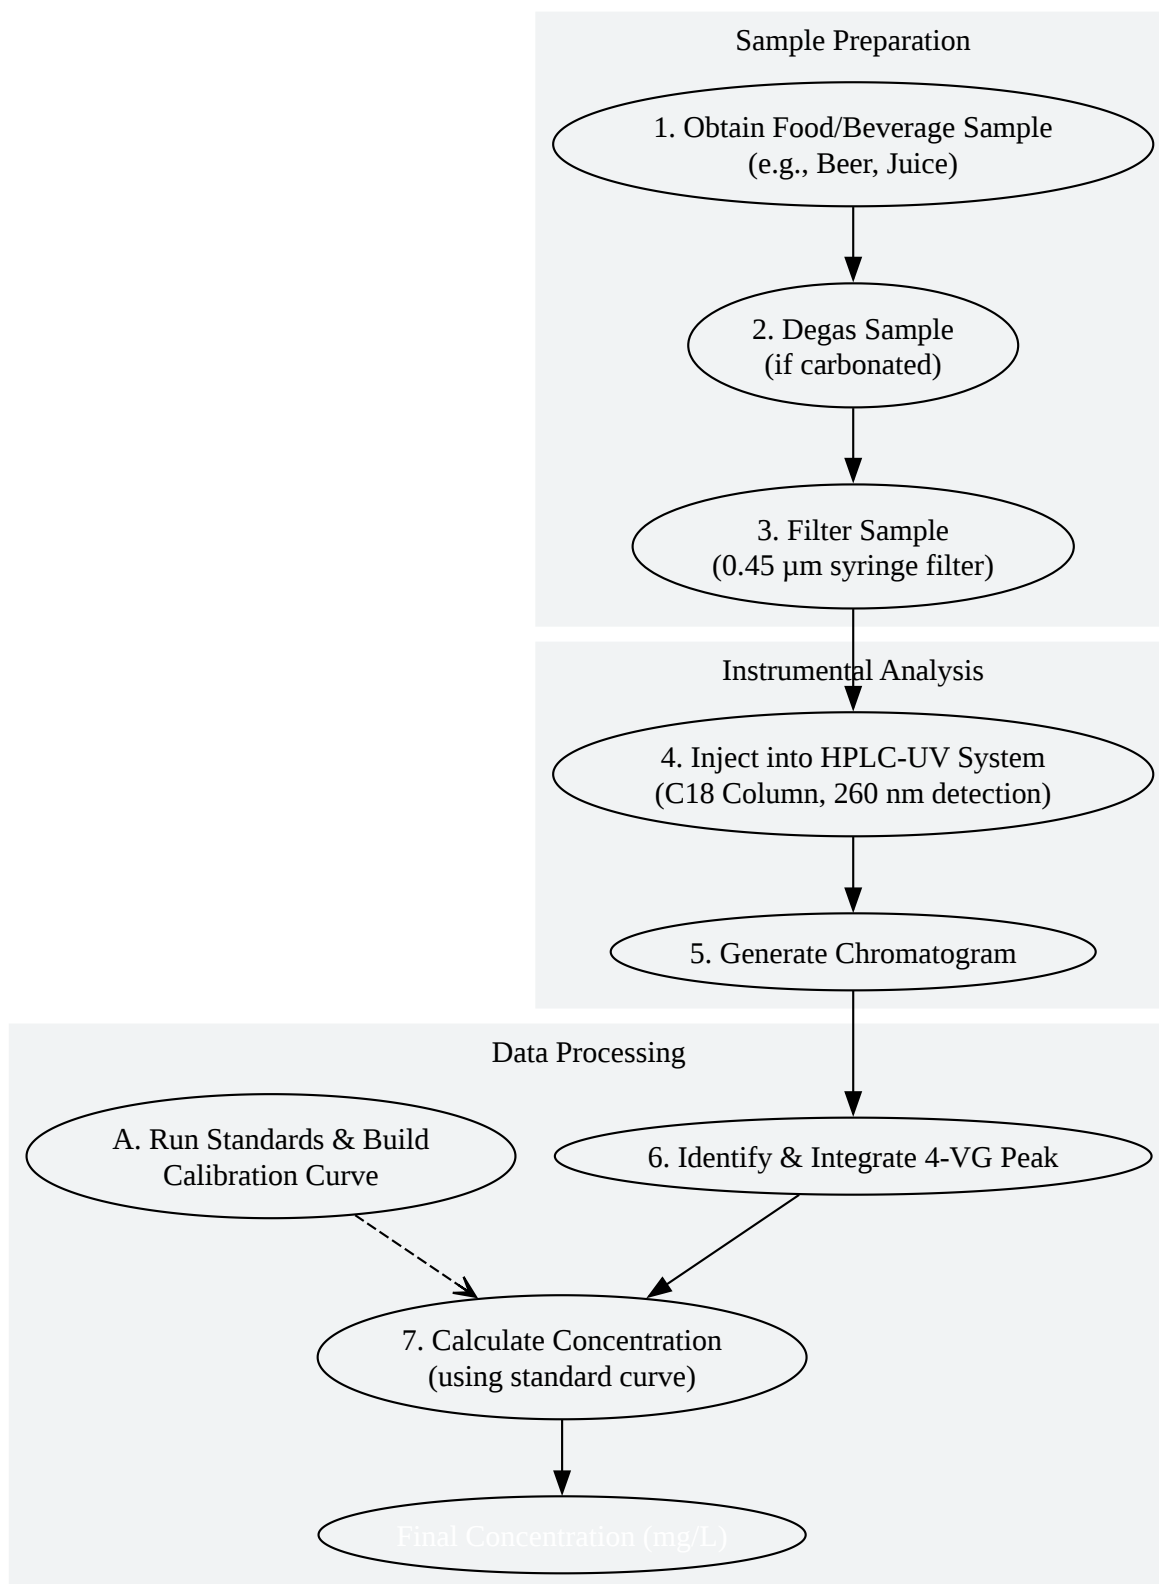 Sample Preparation
1. Obtain Food/Beverage Sample
(e.g., Beer, Juice)
2. Degas Sample
(if carbonated)
3. Filter Sample
(0.45 µm syringe filter)
Instrumental Analysis
4. Inject into HPLC-UV System
(C18 Column, 260 nm detection)
5. Generate Chromatogram
Data Processing
A. Run Standards & Build
Calibration Curve
6. Identify & Integrate 4-VG Peak
7. Calculate Concentration
(using standard curve)
Final Concentration (mg/L)